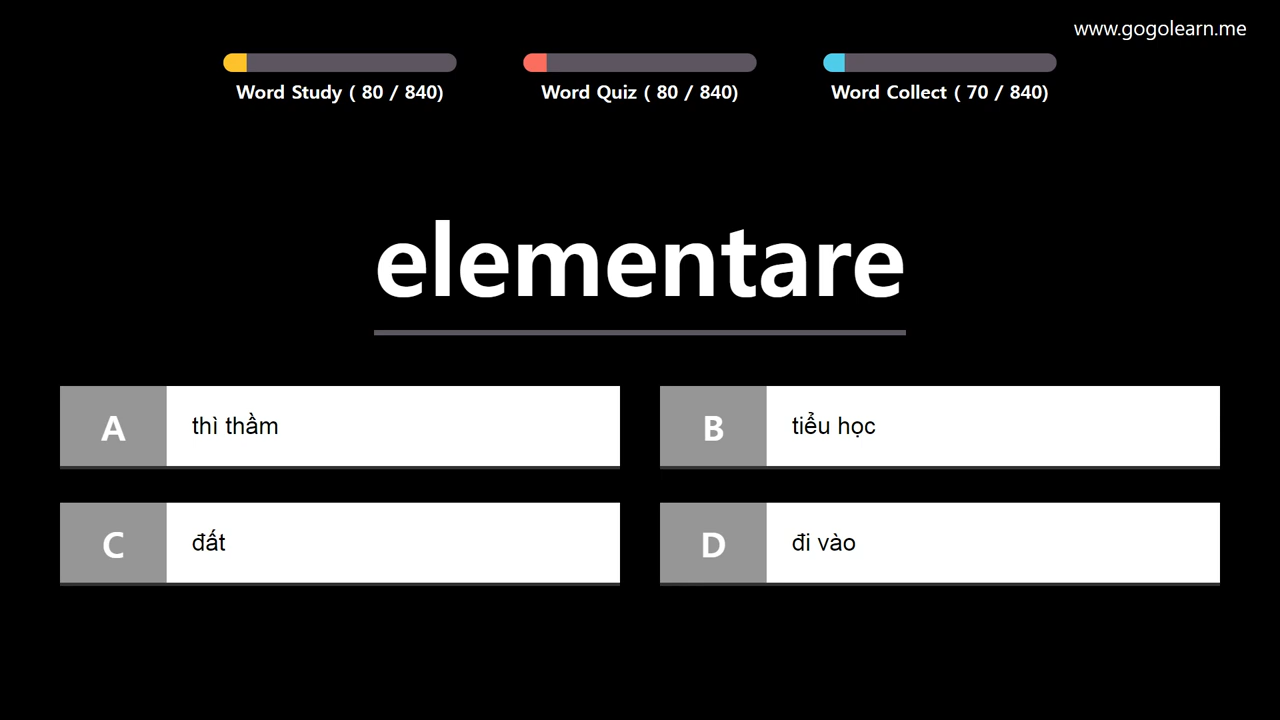 www.gogolearn.me
Word Study ( 80 / 840)
Word Quiz ( 80 / 840)
Word Collect ( 70 / 840)
elementare
A
thì thầm
B
tiểu học
C
đất
D
đi vào